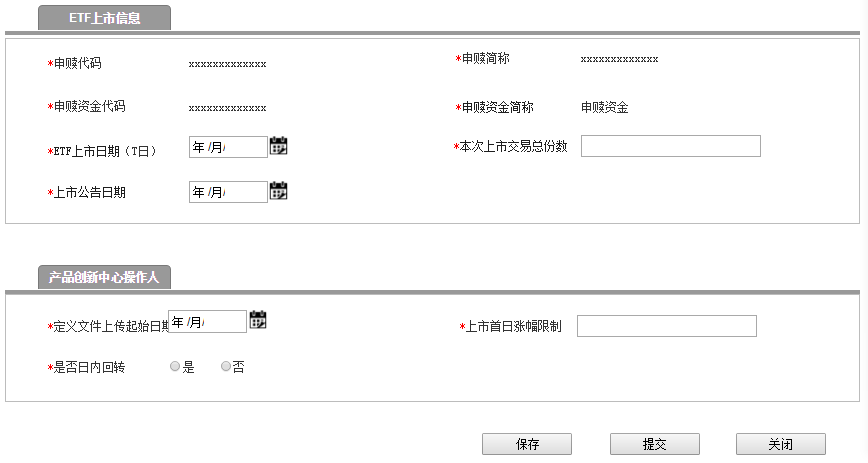 ETF上市信息
*申赎代码 xxxxxxxxxxxxx *申赎简称 xxxxxxxxxxxxx
*申赎资金代码 xxxxxxxxxxxxx *申赎资金简称 申赎资金
*ETF上市日期（T日） 年 /月/ *本次上市交易总份数
*上市公告日期 年 /月/
产品创新中心操作人
*定义文件上传起始日期 年 /月/ *上市首日涨幅限制
*是否日内回转 是 否
保存 提交 关闭